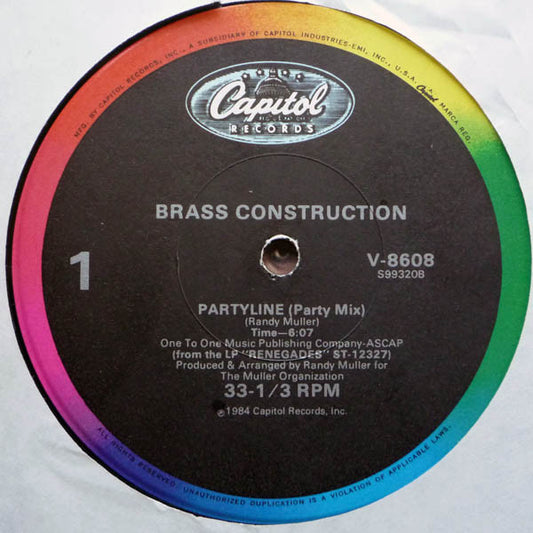 MFG. BY CAPITOL RECORDS, INC., A SUBSIDIARY OF CAPITOL INDUSTRIES-EMI, INC., U.S.A. Capitol MARCA REG.
Capitol
RECORDS
BRASS CONSTRUCTION
1
V-8608
S99320B
PARTYLINE (Party Mix)
(Randy Muller)
Time—6:07
One To One Music Publishing Company-ASCAP
(from the LP "RENEGADES" ST-12327)
Produced & Arranged by Randy Muller for
The Muller Organization
33-1/3 RPM
℗1984 Capitol Records, Inc.
ALL RIGHTS RESERVED. UNAUTHORIZED DUPLICATION IS A VIOLATION OF APPLICABLE LAWS.